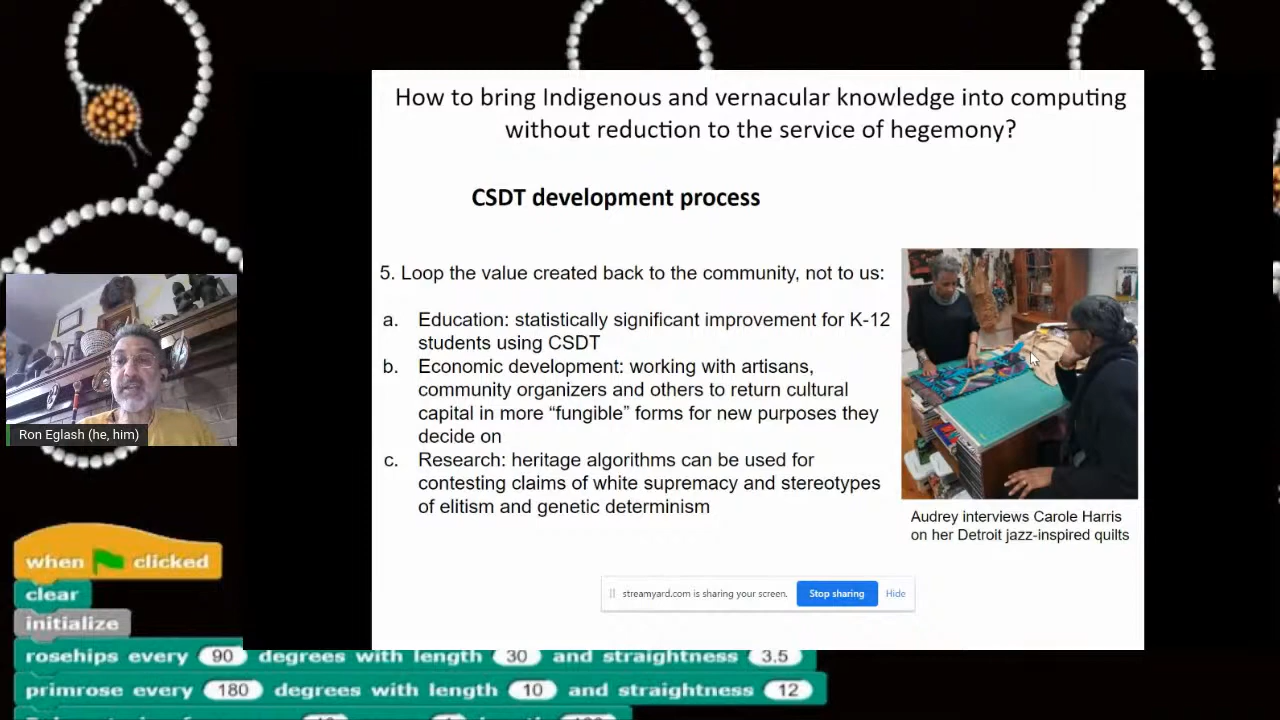 How to bring Indigenous and vernacular knowledge into computing
without reduction to the service of hegemony?
CSDT development process
5. Loop the value created back to the community, not to us:
a. Education: statistically significant improvement for K-12
students using CSDT
b. Economic development: working with artisans,
community organizers and others to return cultural
capital in more “fungible” forms for new purposes they
decide on
c. Research: heritage algorithms can be used for
contesting claims of white supremacy and stereotypes
of elitism and genetic determinism
Audrey interviews Carole Harris
on her Detroit jazz-inspired quilts
streamyard.com is sharing your screen.
Stop sharing
Hide
Ron Eglash (he, him)
when clicked
clear
initialize
rosehips every 90 degrees with length 30 and straightness 3.5
primrose every 180 degrees with length 10 and straightness 12